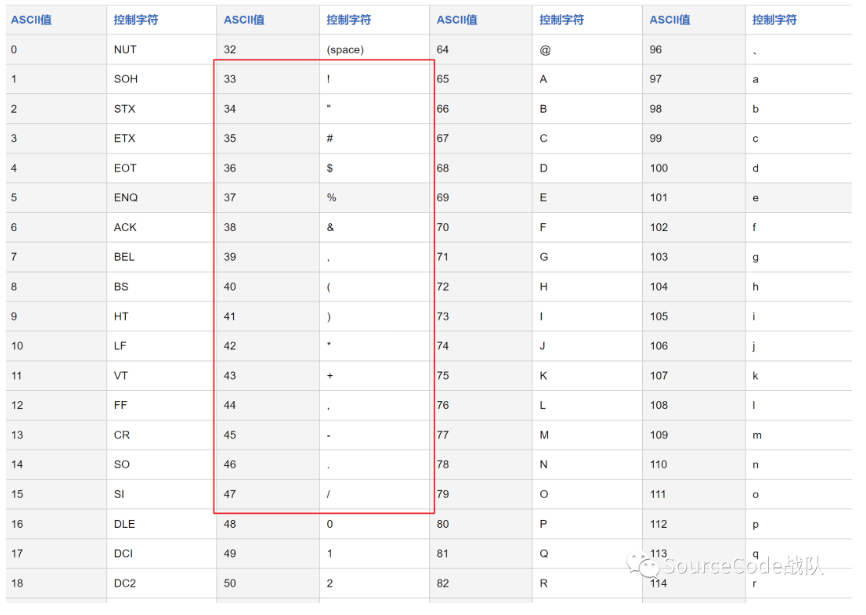 ASCII值 控制字符 ASCII值 控制字符 ASCII值 控制字符 ASCII值 控制字符
0 NUT 32 (space) 64 @ 96 、
1 SOH 33 ! 65 A 97 a
2 STX 34 " 66 B 98 b
3 ETX 35 # 67 C 99 c
4 EOT 36 $ 68 D 100 d
5 ENQ 37 % 69 E 101 e
6 ACK 38 & 70 F 102 f
7 BEL 39 , 71 G 103 g
8 BS 40 ( 72 H 104 h
9 HT 41 ) 73 I 105 i
10 LF 42 * 74 J 106 j
11 VT 43 + 75 K 107 k
12 FF 44 , 76 L 108 l
13 CR 45 - 77 M 109 m
14 SO 46 . 78 N 110 n
15 SI 47 / 79 O 111 o
16 DLE 48 0 80 P 112 p
17 DCI 49 1 81 Q 113 q
SourceCode战队
18 DC2 50 2 82 R 114 r